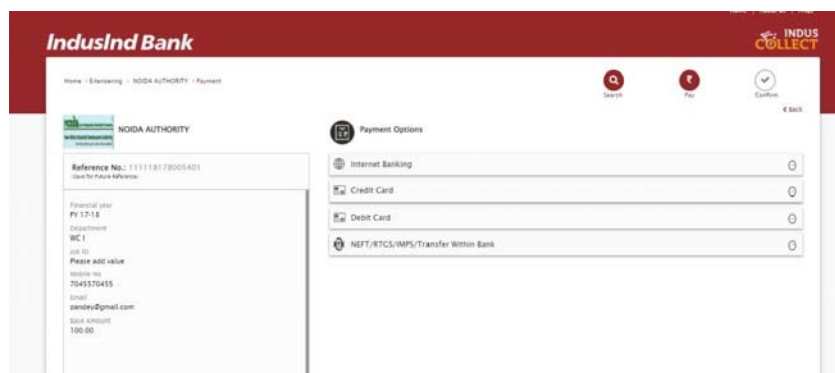 IndusInd Bank
INDUS
COLLECT
Home > E-tendering > NOIDA AUTHORITY > Payment
Search
Pay
Confirm
< Back
NOIDA AUTHORITY
Payment Options
Reference No.: 111118178005401
(Save for Future Reference)
Internet Banking
Credit Card
Debit Card
NEFT/RTGS/IMPS/Transfer Within Bank
Financial year
FY 17-18
Department
WC I
Job ID
Please add value
Mobile No
7045570455
Email
pandey@gmail.com
Base Amount
100.00